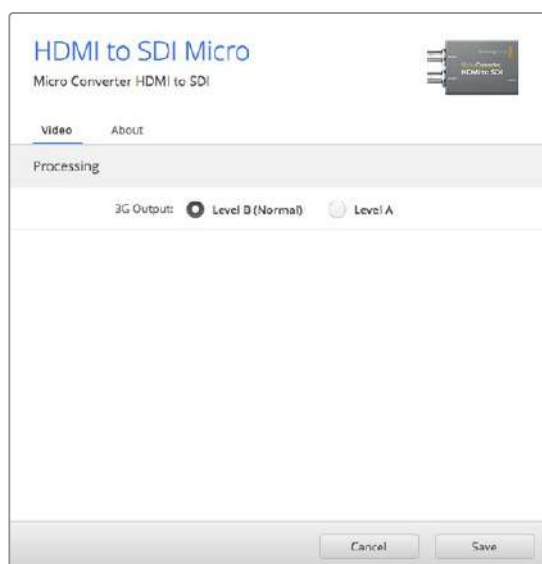 HDMI to SDI Micro
Micro Converter HDMI to SDI
Video About
Processing
3G Output: Level B (Normal) Level A
Cancel Save